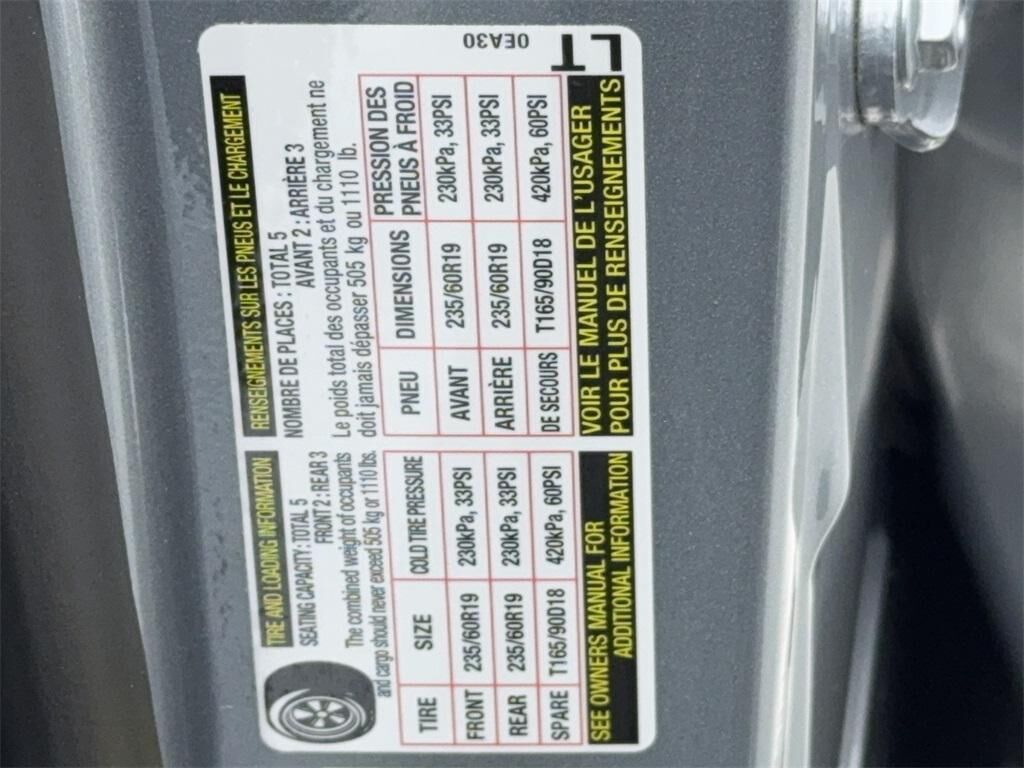 TIRE AND LOADING INFORMATION
SEATING CAPACITY: TOTAL 5
FRONT 2 : REAR 3
The combined weight of occupants
and cargo should never exceed 505 kg or 1110 lbs.
TIRE SIZE COLD TIRE PRESSURE
FRONT 235/60R19 230kPa, 33PSI
REAR 235/60R19 230kPa, 33PSI
SPARE T165/90D18 420kPa, 60PSI
SEE OWNERS MANUAL FOR
ADDITIONAL INFORMATION
RENSEIGNEMENTS SUR LES PNEUS ET LE CHARGEMENT
NOMBRE DE PLACES : TOTAL 5
AVANT 2 : ARRIÈRE 3
Le poids total des occupants et du chargement ne
doit jamais dépasser 505 kg ou 1110 lb.
PNEU DIMENSIONS PRESSION DES
PNEUS À FROID
AVANT 235/60R19 230kPa, 33PSI
ARRIÈRE 235/60R19 230kPa, 33PSI
DE SECOURS T165/90D18 420kPa, 60PSI
VOIR LE MANUEL DE L'USAGER
POUR PLUS DE RENSEIGNEMENTS
0EA30